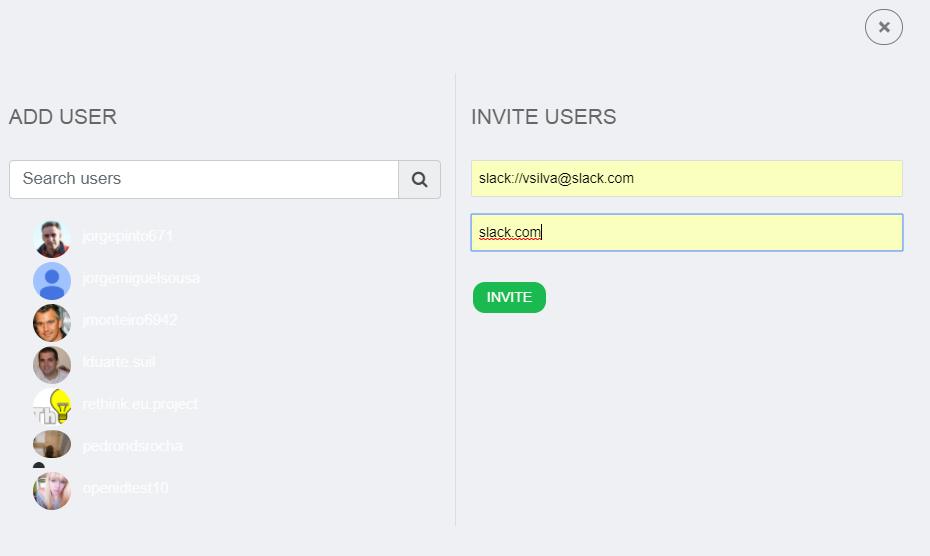 ADD USER
Search users
jorgepinto671
jorgemiguelsousa
jmonteiro6942
lduarte.suil
rethink.eu.project
pedrondsrocha
openidtest10
INVITE USERS
slack://vsilva@slack.com
slack.com
INVITE